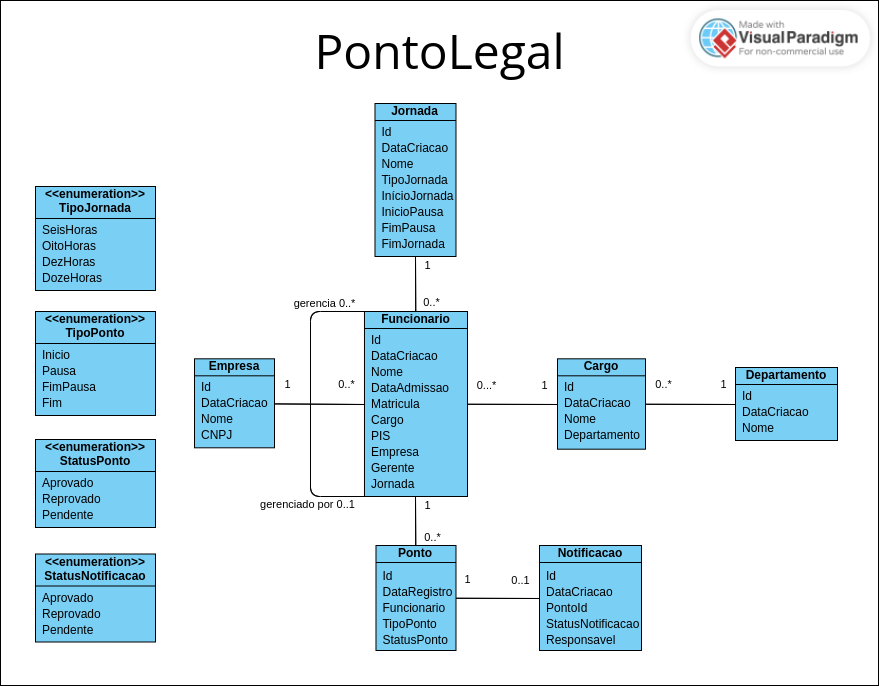 Made with
VisualParadigm
For non-commercial use
PontoLegal
Jornada
Id
DataCriacao
Nome
TipoJornada
InícioJornada
InicioPausa
FimPausa
FimJornada
<<enumeration>>
TipoJornada
SeisHoras
OitoHoras
DezHoras
DozeHoras
1
0..*
gerencia 0..*
<<enumeration>>
TipoPonto
Inicio
Pausa
FimPausa
Fim
Funcionario
Id
DataCriacao
Nome
DataAdmissao
Matricula
Cargo
PIS
Empresa
Gerente
Jornada
Empresa
Id
DataCriacao
Nome
CNPJ
1
0..*
0...*
1
Cargo
Id
DataCriacao
Nome
Departamento
0..*
1
Departamento
Id
DataCriacao
Nome
<<enumeration>>
StatusPonto
Aprovado
Reprovado
Pendente
gerenciado por 0..1
1
0..*
<<enumeration>>
StatusNotificacao
Aprovado
Reprovado
Pendente
Ponto
Id
DataRegistro
Funcionario
TipoPonto
StatusPonto
1
0..1
Notificacao
Id
DataCriacao
PontoId
StatusNotificacao
Responsavel